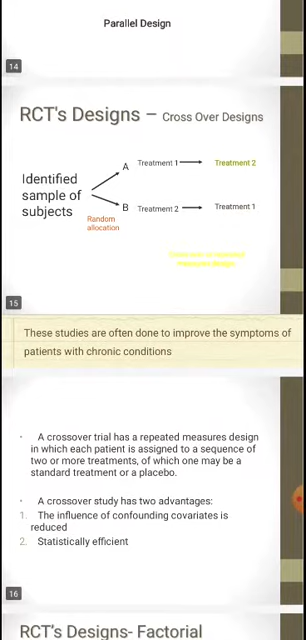 Parallel Design
14
RCT's Designs – Cross Over Designs
Identified
sample of
subjects
A
Treatment 1
Treatment 2
Random
allocation
B
Treatment 2
Treatment 1
measures design
15
These studies are often done to improve the symptoms of
patients with chronic conditions
• A crossover trial has a repeated measures design
in which each patient is assigned to a sequence of
two or more treatments, of which one may be a
standard treatment or a placebo.
• A crossover study has two advantages:
1. The influence of confounding covariates is
reduced
2. Statistically efficient
16
RCT's Designs- Factorial